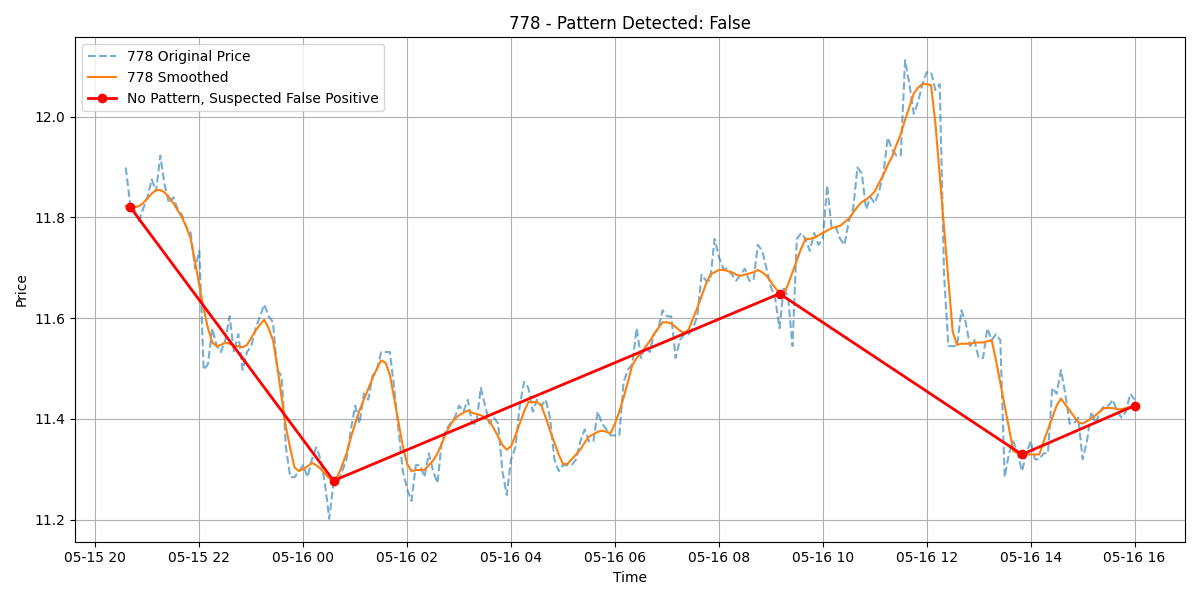 778 - Pattern Detected: False
778 Original Price
778 Smoothed
No Pattern, Suspected False Positive
Price
12.0
11.8
11.6
11.4
11.2
05-15 20 05-15 22 05-16 00 05-16 02 05-16 04 05-16 06 05-16 08 05-16 10 05-16 12 05-16 14 05-16 16
Time